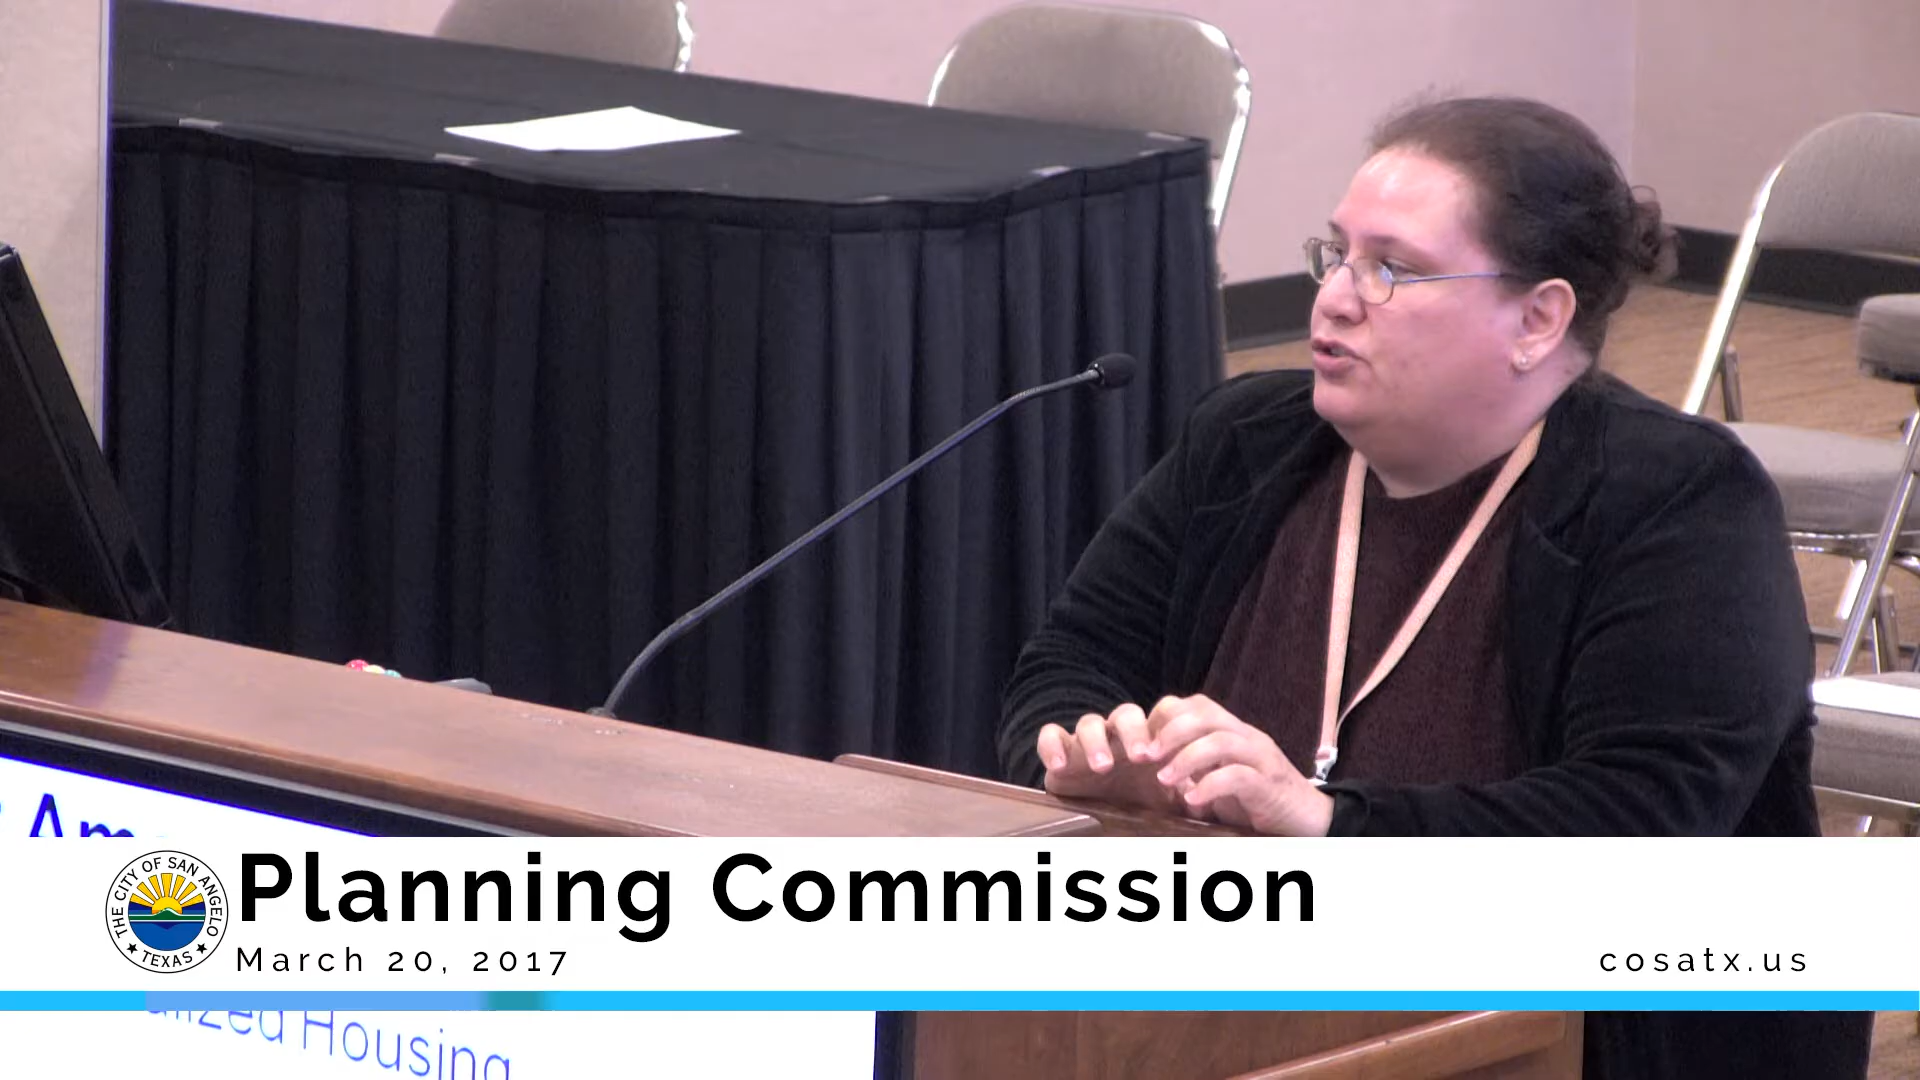 Planning Commission
March 20, 2017
cosatx.us
THE CITY OF SAN ANGELO
TEXAS
Housing